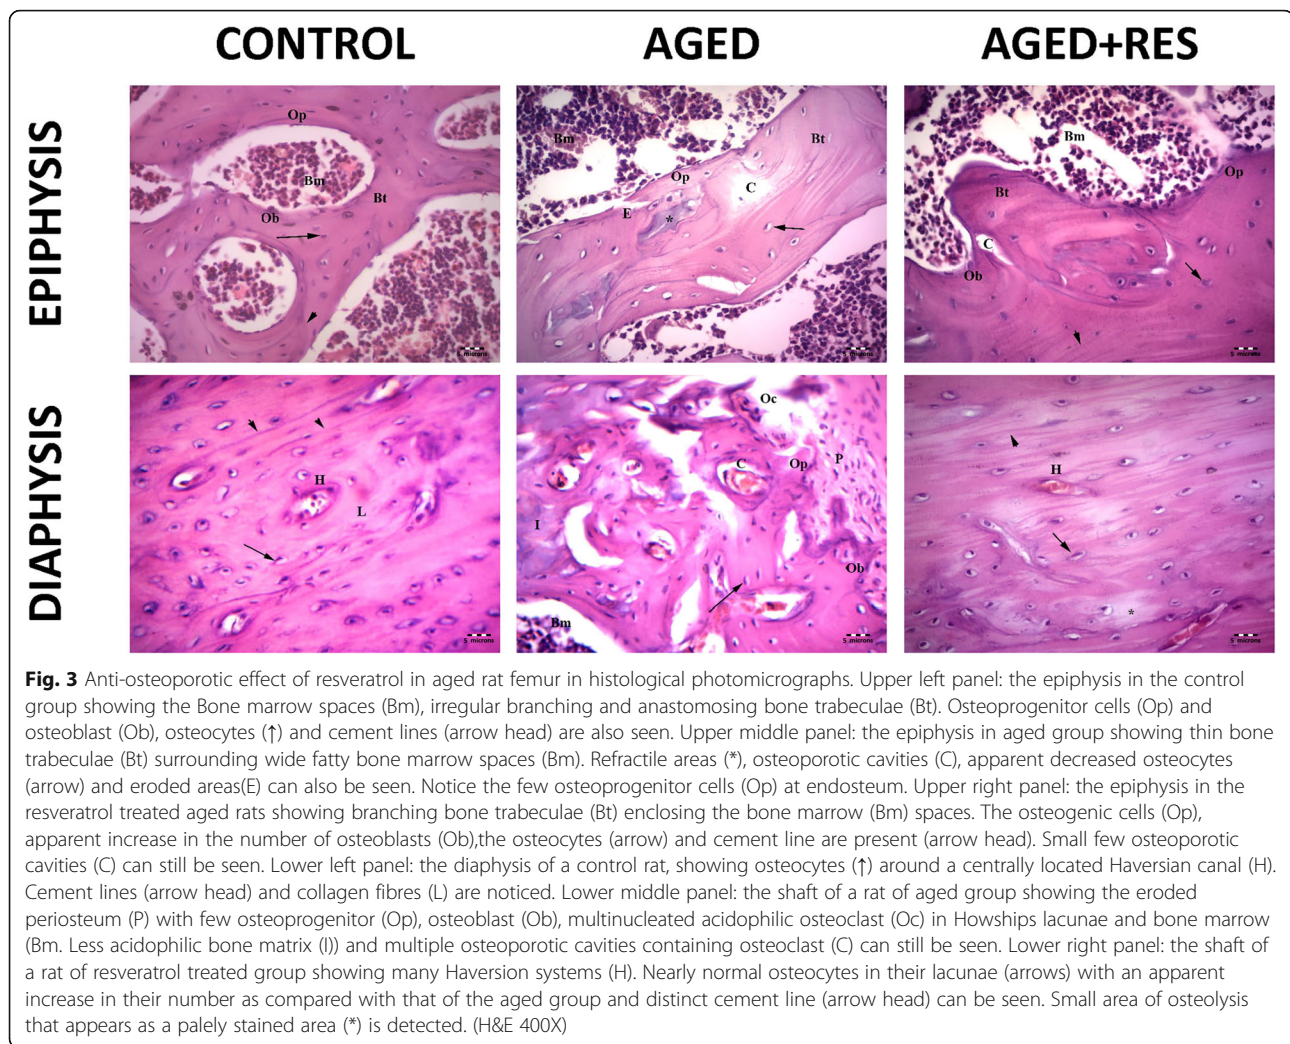 CONTROL AGED AGED+RES
EPIPHYSIS
Op Bm Bt Ob 5 microns
Bm Bt Op C E * 5 microns
Bm Op Bt C Ob 5 microns
DIAPHYSIS
H L 5 microns
Oc C Op P I Ob Bm 5 microns
H * 5 microns
Fig. 3 Anti-osteoporotic effect of resveratrol in aged rat femur in histological photomicrographs. Upper left panel: the epiphysis in the control
group showing the Bone marrow spaces (Bm), irregular branching and anastomosing bone trabeculae (Bt). Osteoprogenitor cells (Op) and
osteoblast (Ob), osteocytes (↑) and cement lines (arrow head) are also seen. Upper middle panel: the epiphysis in aged group showing thin bone
trabeculae (Bt) surrounding wide fatty bone marrow spaces (Bm). Refractile areas (*), osteoporotic cavities (C), apparent decreased osteocytes
(arrow) and eroded areas(E) can also be seen. Notice the few osteoprogenitor cells (Op) at endosteum. Upper right panel: the epiphysis in the
resveratrol treated aged rats showing branching bone trabeculae (Bt) enclosing the bone marrow (Bm) spaces. The osteogenic cells (Op),
apparent increase in the number of osteoblasts (Ob),the osteocytes (arrow) and cement line are present (arrow head). Small few osteoporotic
cavities (C) can still be seen. Lower left panel: the diaphysis of a control rat, showing osteocytes (↑) around a centrally located Haversian canal (H).
Cement lines (arrow head) and collagen fibres (L) are noticed. Lower middle panel: the shaft of a rat of aged group showing the eroded
periosteum (P) with few osteoprogenitor (Op), osteoblast (Ob), multinucleated acidophilic osteoclast (Oc) in Howships lacunae and bone marrow
(Bm. Less acidophilic bone matrix (I)) and multiple osteoporotic cavities containing osteoclast (C) can still be seen. Lower right panel: the shaft of
a rat of resveratrol treated group showing many Haversion systems (H). Nearly normal osteocytes in their lacunae (arrows) with an apparent
increase in their number as compared with that of the aged group and distinct cement line (arrow head) can be seen. Small area of osteolysis
that appears as a palely stained area (*) is detected. (H&E 400X)